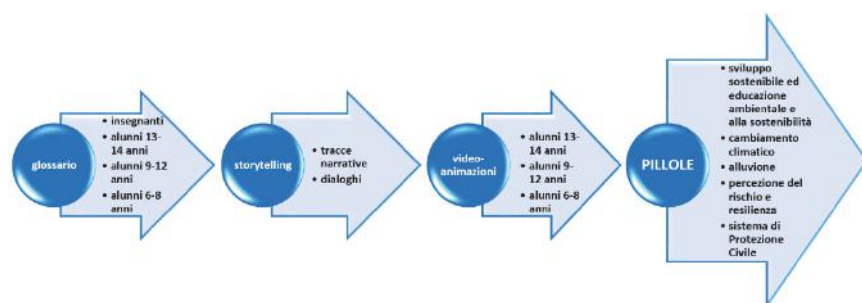 glossario
• insegnanti
• alunni 13-
14 anni
• alunni 9-12
anni
• alunni 6-8
anni
storytelling
• tracce
narrative
• dialoghi
video-
animazioni
• alunni 13-
14 anni
• alunni 9-
12 anni
• alunni 6-8
anni
PILLOLE
• sviluppo
sostenibile ed
educazione
ambientale e
alla sostenibilità
• cambiamento
climatico
• alluvione
• percezione del
rischio e
resilienza
• sistema di
Protezione
Civile